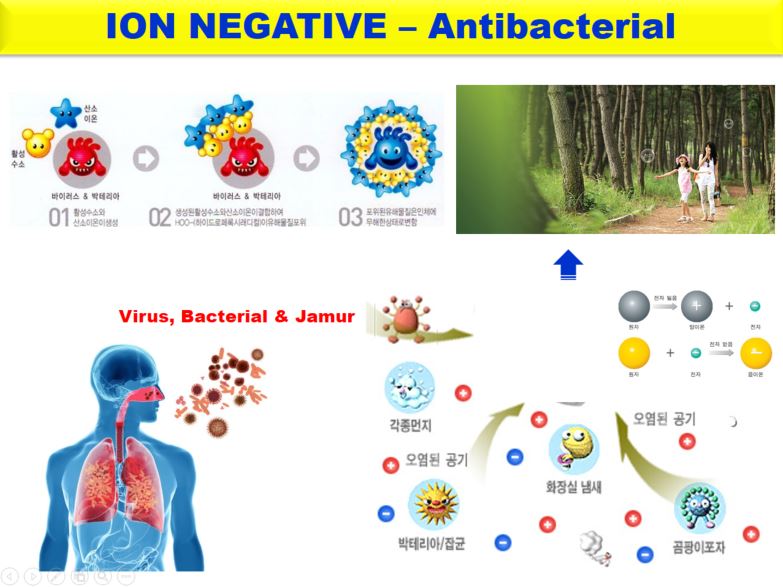 ION NEGATIVE – Antibacterial
산소
이온
활성
수소
바이러스 & 박테리아
바이러스 & 박테리아
01 활성수소와
산소이온이생성
02 생성된활성수소와산소이온이결합하여
HOO-(하이드로페록시래디컬)이유해물질포위
03 포위된유해물질은인체에
무해한상태로변함
전자 잃음
+
+
원자
양이온
전자
전자 얻음
+
원자
전자
음이온
Virus, Bacterial & Jamur
각종먼지
오염된 공기
오염된 공기
화장실 냄새
박테리아/잡균
곰팡이포자